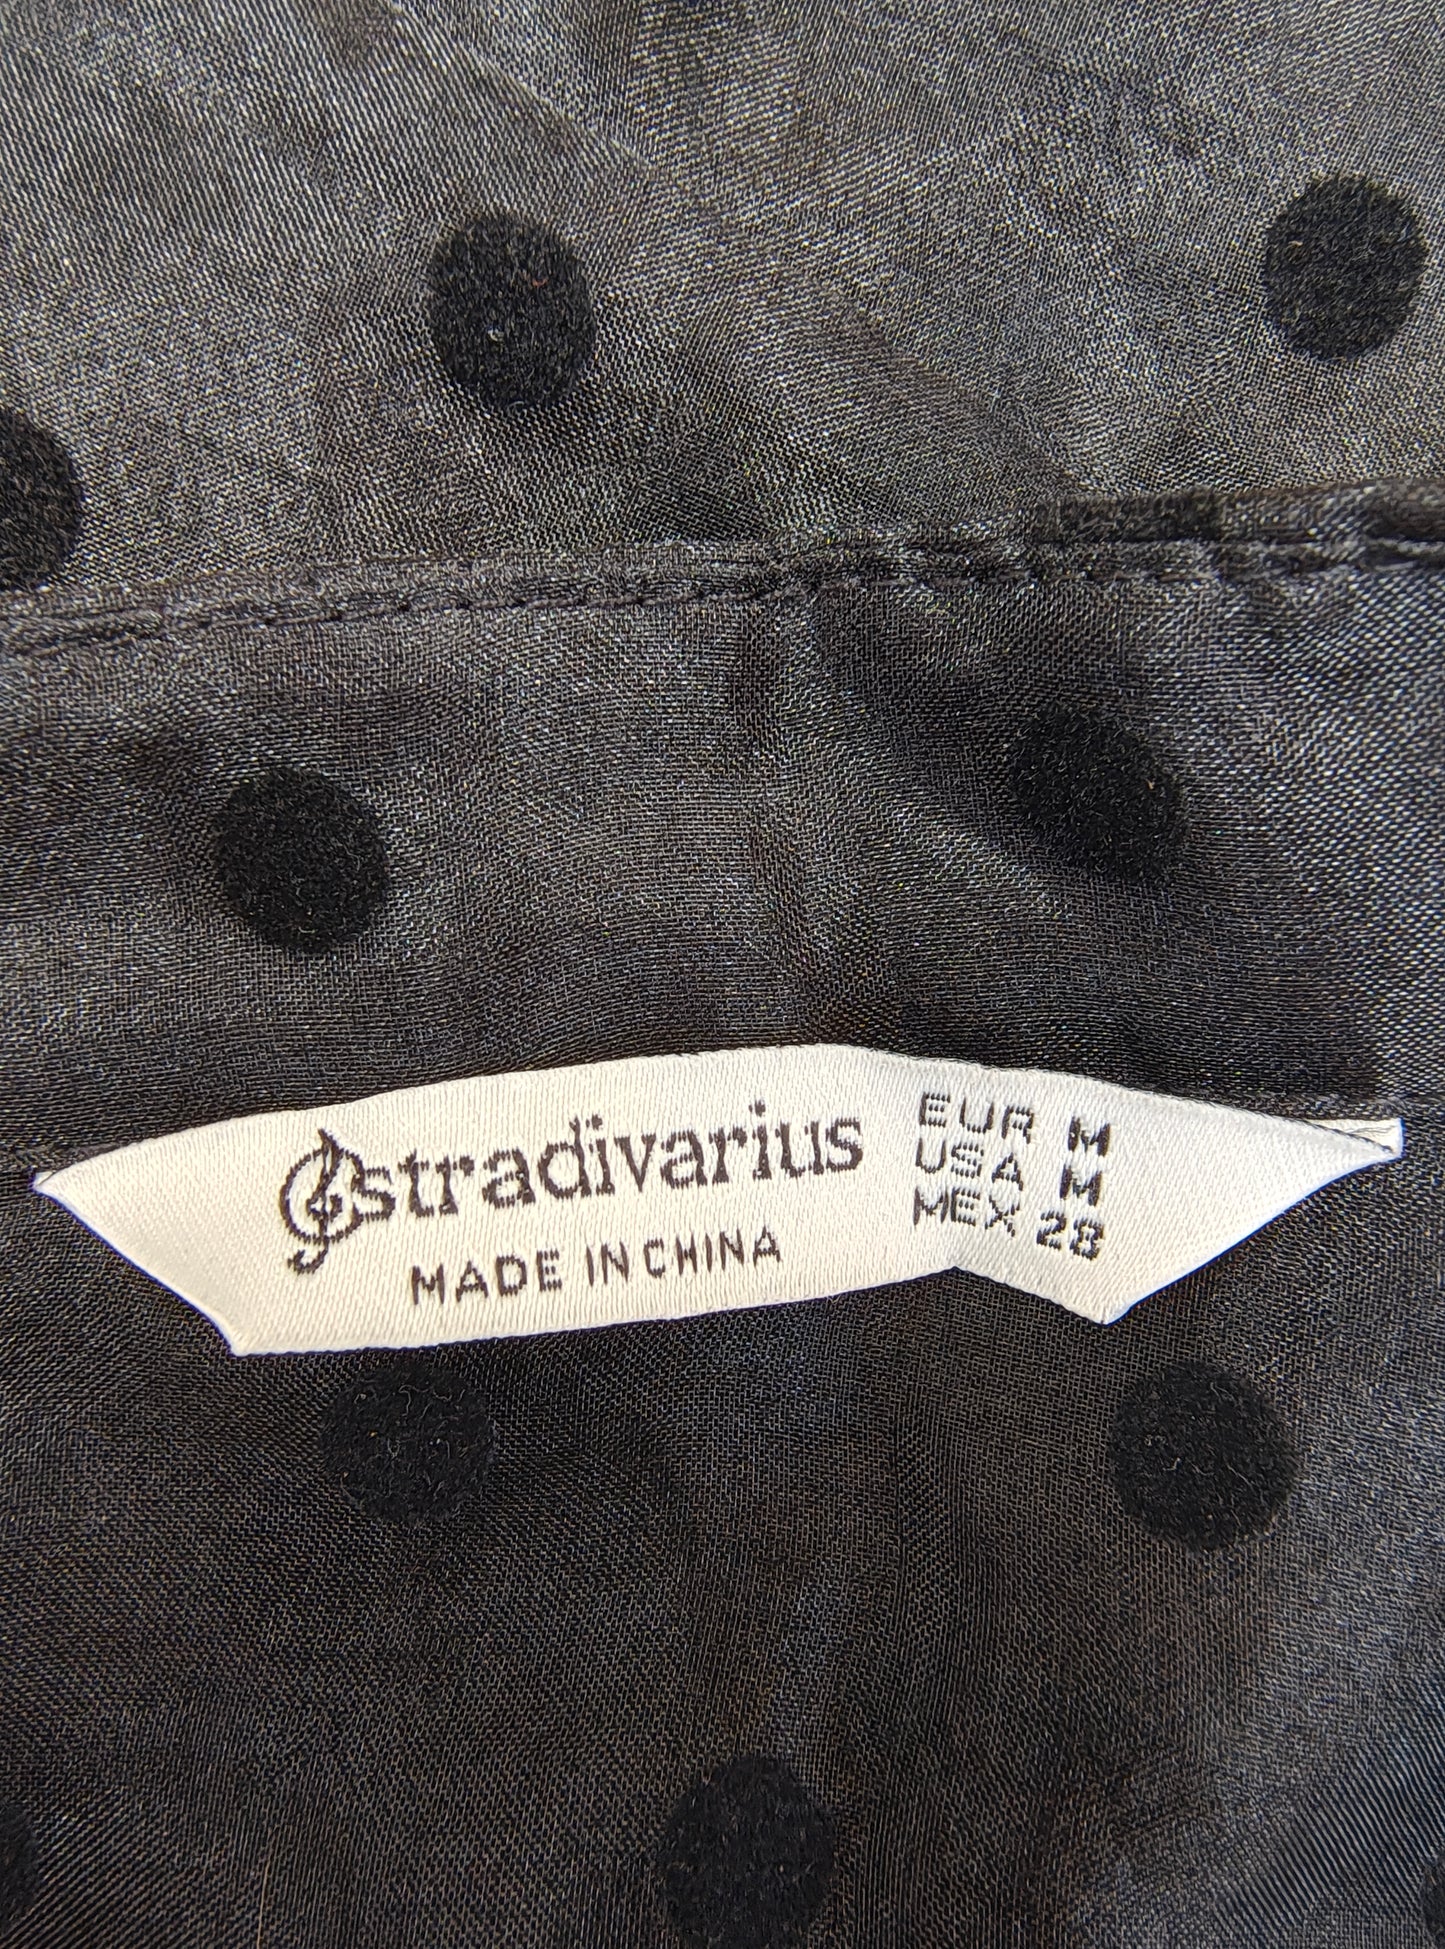 stradivarius
MADE IN CHINA
EUR M
USA M
MEX 28